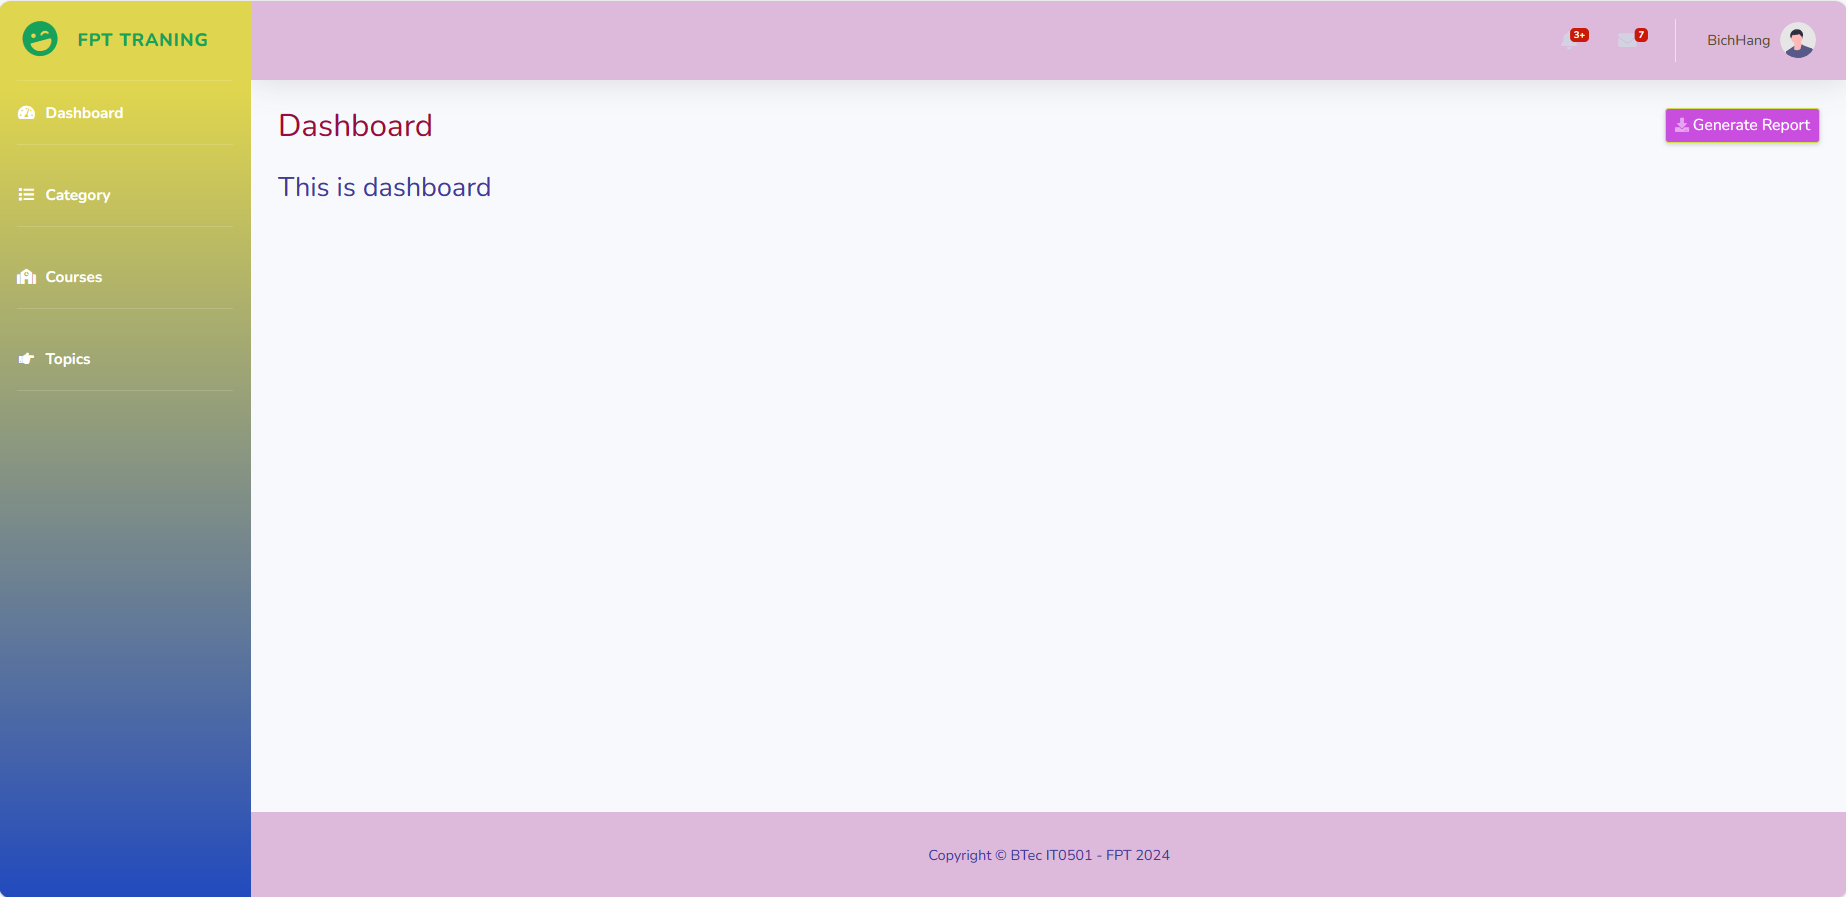 FPT TRANING
3+
7
BichHang
Dashboard
Category
Courses
Topics
Dashboard
Generate Report
This is dashboard
Copyright © BTec IT0501 - FPT 2024